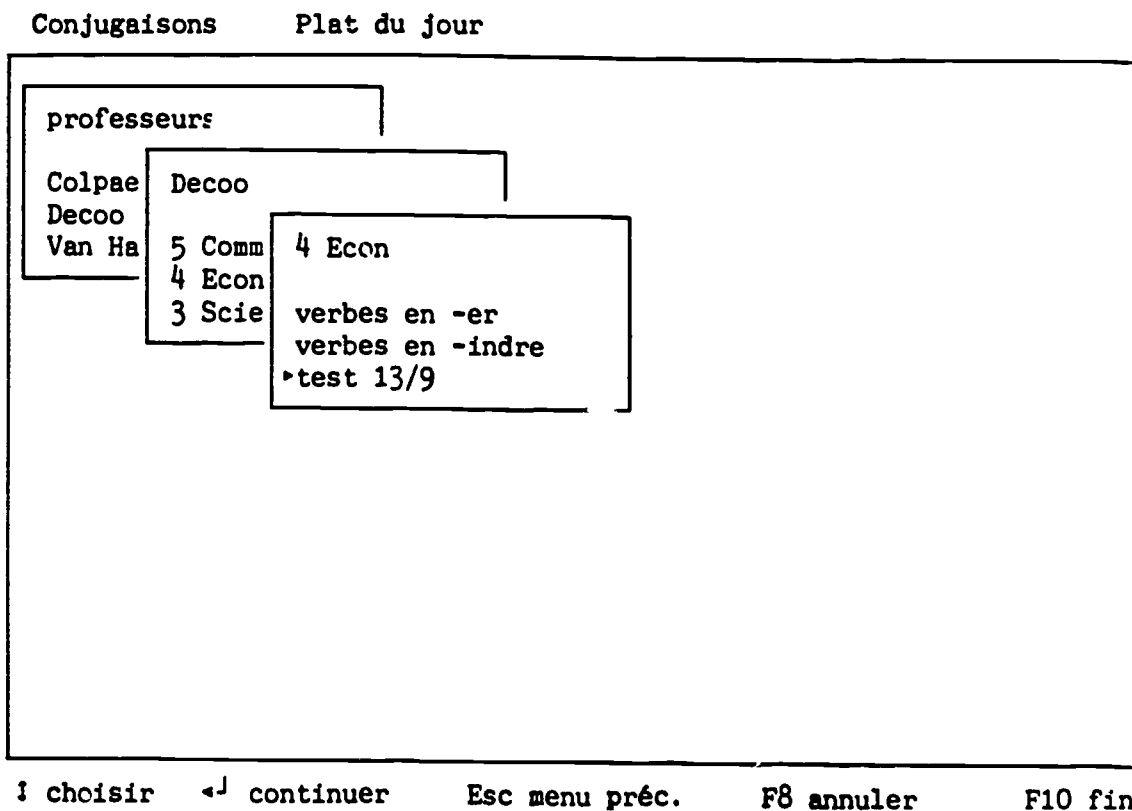 Conjugaisons Plat du jour
professeurs
Colpae
Decoo
Van Ha
Decoo
5 Comm
4 Econ
3 Scie
4 Econ
verbes en -er
verbes en -indre
▸test 13/9
↕ choisir ◂┘ continuer Esc menu préc. F8 annuler F10 fin